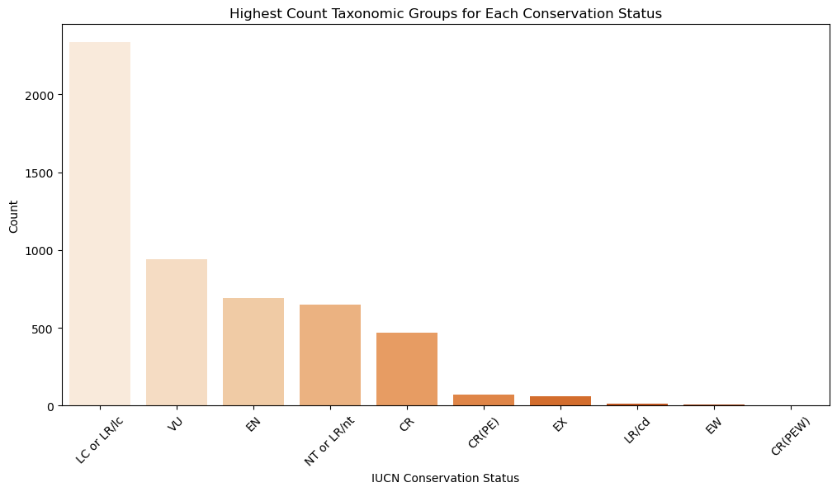 Highest Count Taxonomic Groups for Each Conservation Status
2000
1500
1000
500
0
Count
LC or LR/lc
VU
EN
NT or LR/nt
CR
CR(PE)
EX
LR/cd
EW
CR(PEW)
IUCN Conservation Status